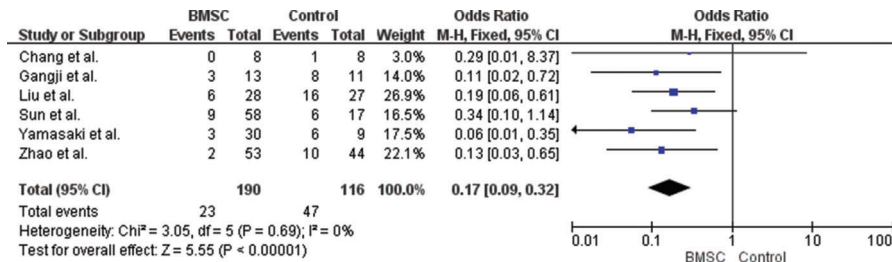 BMSC Control Odds Ratio Odds Ratio
Study or Subgroup Events Total Events Total Weight M-H, Fixed, 95% CI M-H, Fixed, 95% CI
Chang et al. 0 8 1 8 3.0% 0.29 [0.01, 8.37]
Gangji et al. 3 13 8 11 14.0% 0.11 [0.02, 0.72]
Liu et al. 6 28 16 27 26.9% 0.19 [0.06, 0.61]
Sun et al. 9 58 6 17 16.5% 0.34 [0.10, 1.14]
Yamasaki et al. 3 30 6 9 17.5% 0.06 [0.01, 0.35]
Zhao et al. 2 53 10 44 22.1% 0.13 [0.03, 0.65]
Total (95% CI) 190 116 100.0% 0.17 [0.09, 0.32]
Total events 23 47
Heterogeneity: Chi² = 3.05, df = 5 (P = 0.69); I² = 0%
Test for overall effect: Z = 5.55 (P < 0.00001)
0.01 0.1 1 10 100
BMSC Control